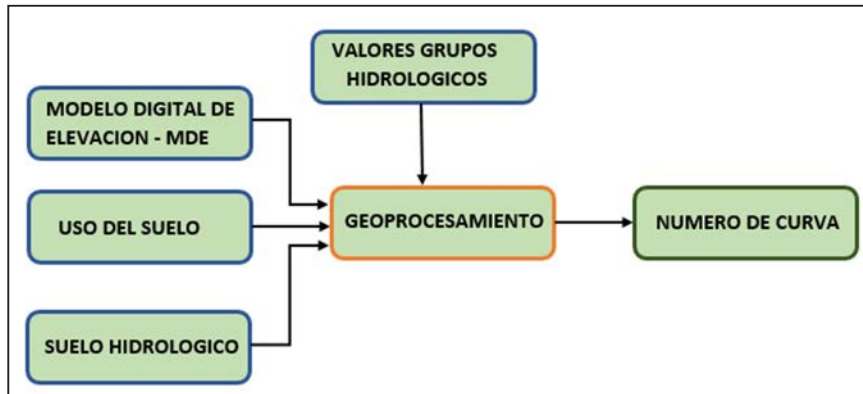 VALORES GRUPOS
HIDROLOGICOS
MODELO DIGITAL DE
ELEVACION - MDE
USO DEL SUELO
SUELO HIDROLOGICO
GEOPROCESAMIENTO
NUMERO DE CURVA